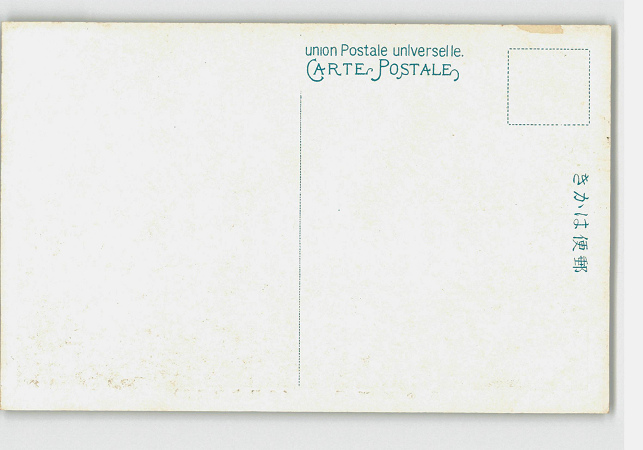 union Postale universelle.
CARTE POSTALE
きかは便郵